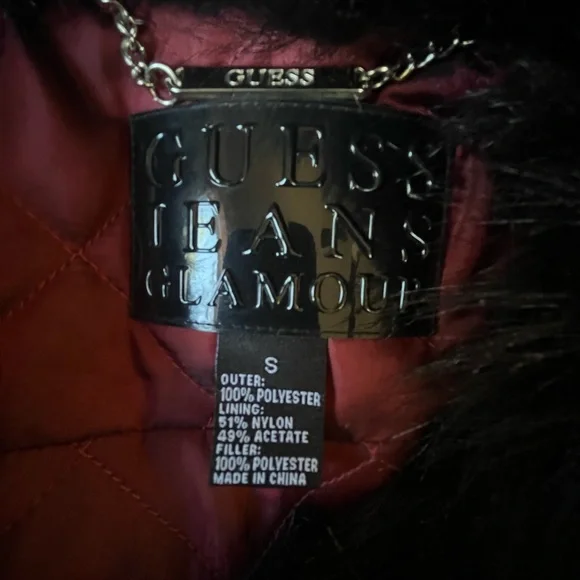 GUESS
GUESS
JEANS
GLAMOUR
S
OUTER:
100% POLYESTER
LINING:
51% NYLON
49% ACETATE
FILLER:
100% POLYESTER
MADE IN CHINA